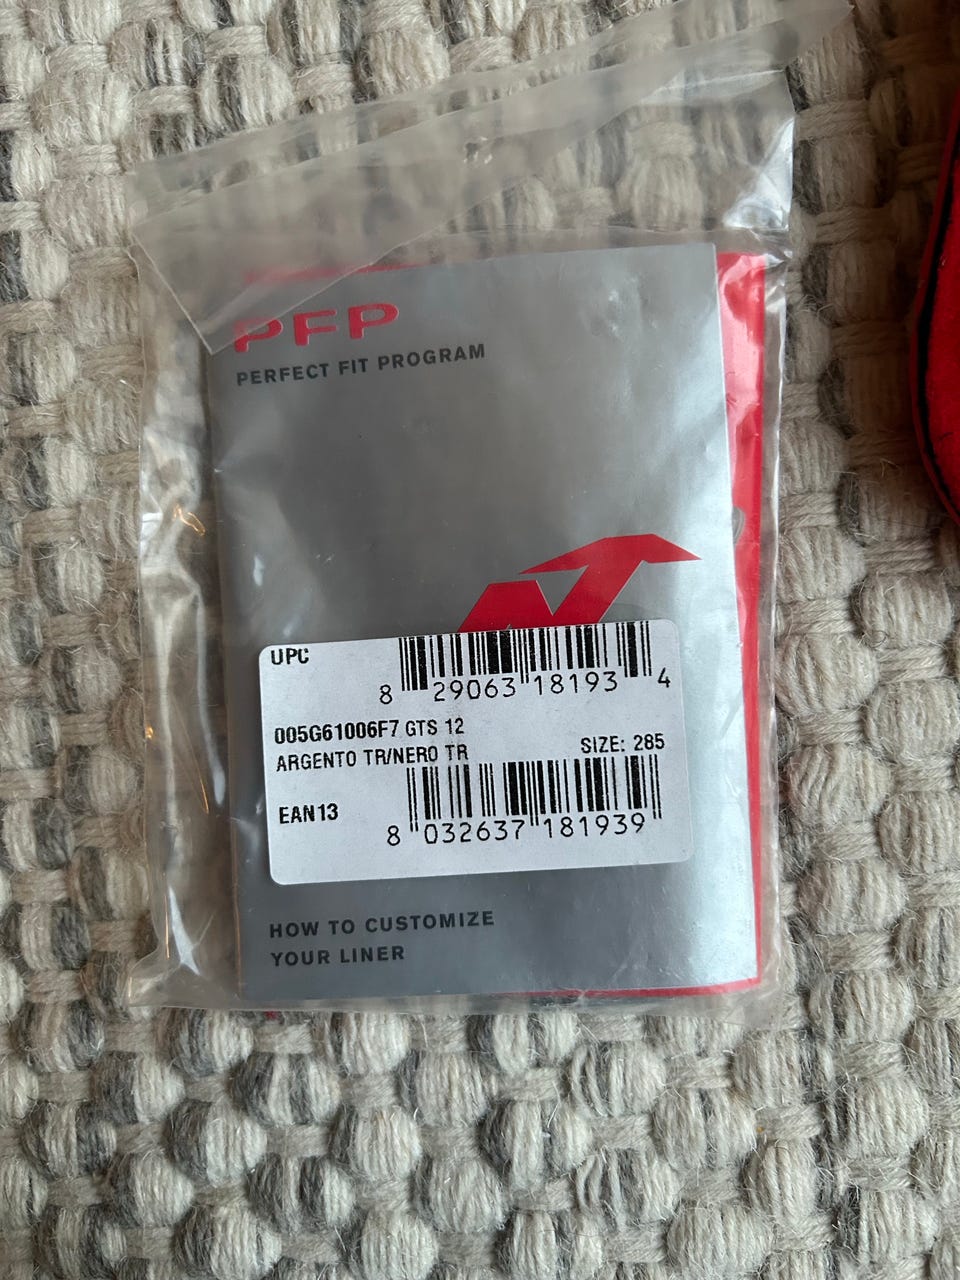 PFP
PERFECT FIT PROGRAM
UPC
8 29063 18193 4
005G61006F7 GTS 12
ARGENTO TR/NERO TR
SIZE: 285
EAN13
8 032637 181939
HOW TO CUSTOMIZE
YOUR LINER